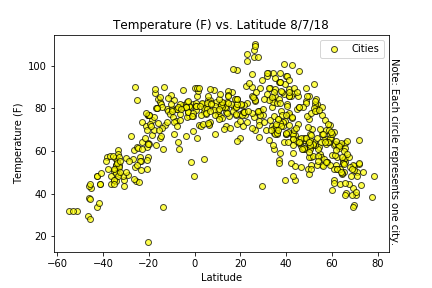 Temperature (F) vs. Latitude 8/7/18
Cities
Temperature (F)
100
80
60
40
20
−60 −40 −20 0 20 40 60 80
Latitude
Note: Each circle represents one city.